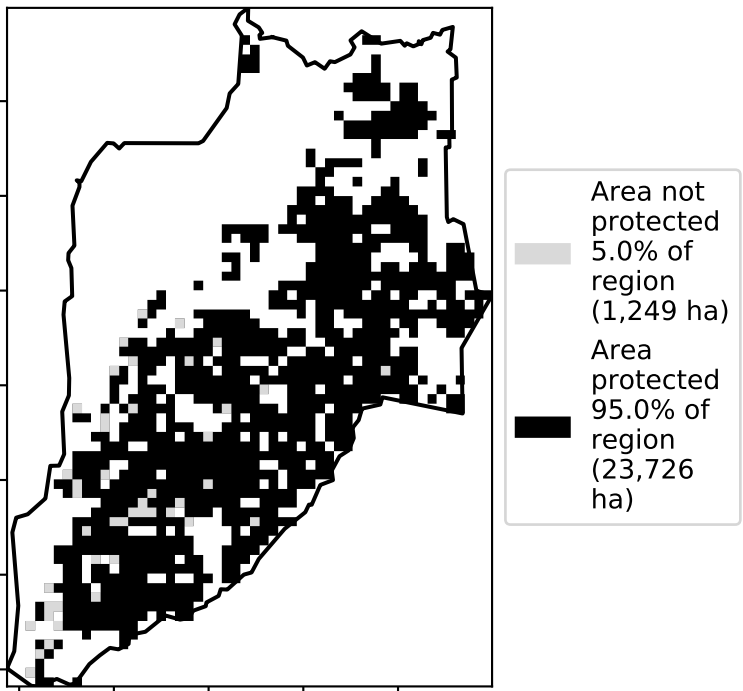 Area not
protected
5.0% of
region
(1,249 ha)
Area
protected
95.0% of
region
(23,726
ha)